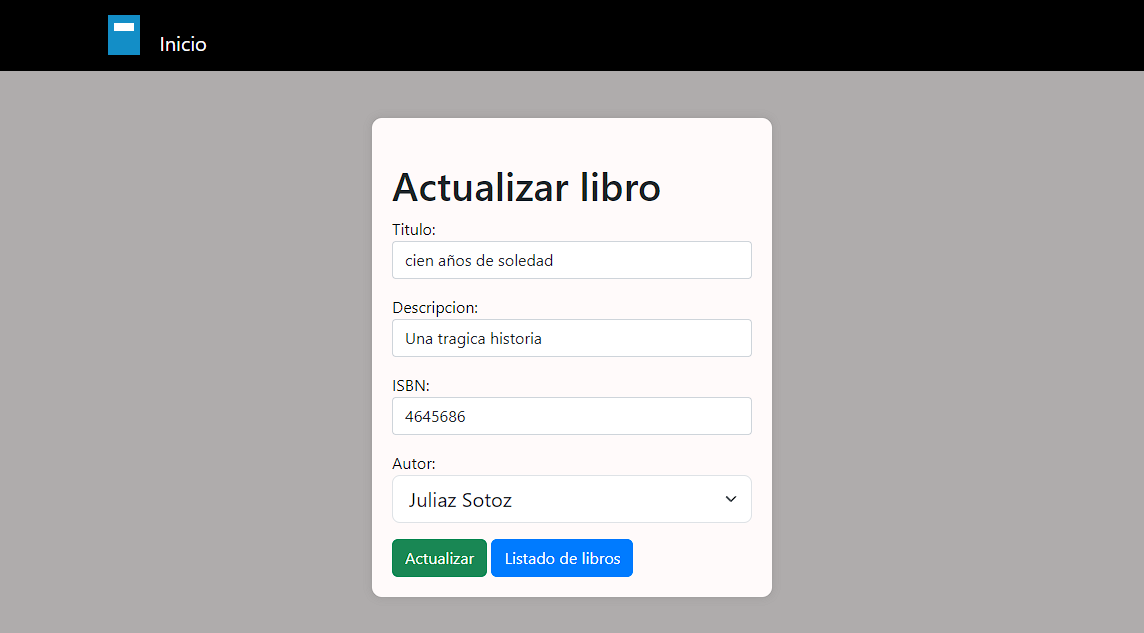 Inicio
Actualizar libro
Titulo:
cien años de soledad
Descripcion:
Una tragica historia
ISBN:
4645686
Autor:
Juliaz Sotoz
Actualizar Listado de libros